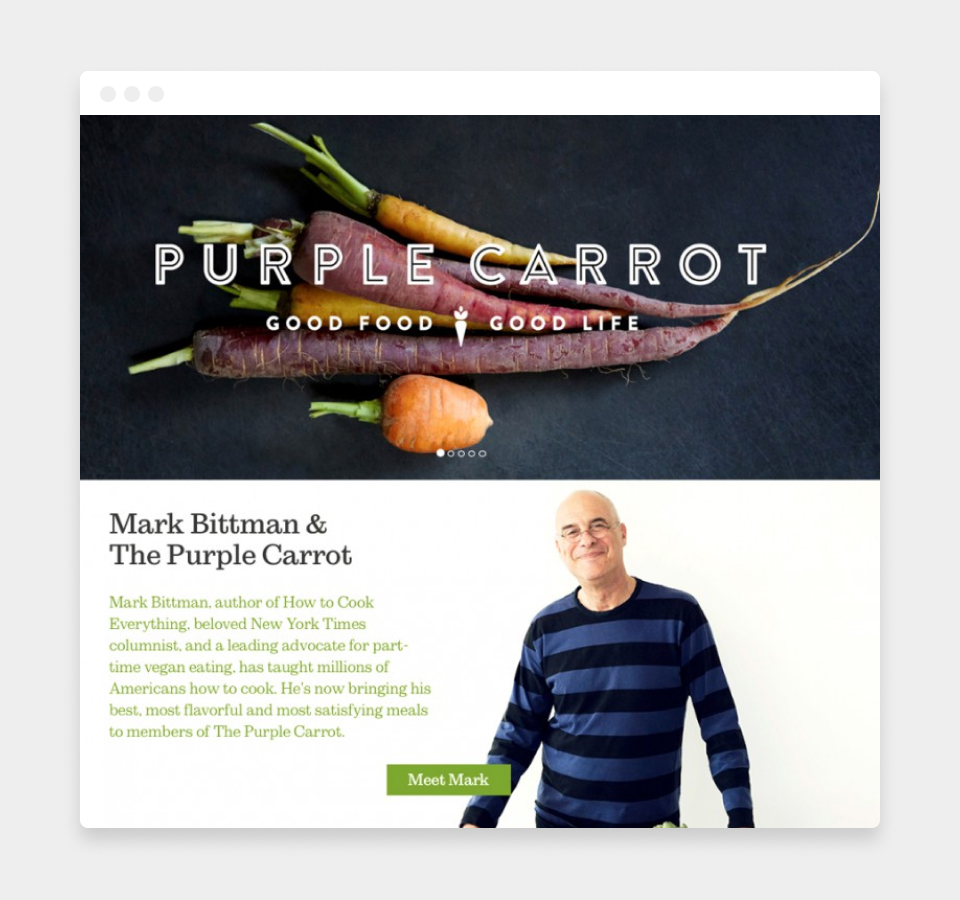 PURPLE CARROT
GOOD FOOD GOOD LIFE
Mark Bittman &
The Purple Carrot
Mark Bittman, author of How to Cook
Everything, beloved New York Times
columnist, and a leading advocate for part-
time vegan eating, has taught millions of
Americans how to cook. He's now bringing his
best, most flavorful and most satisfying meals
to members of The Purple Carrot.
Meet Mark